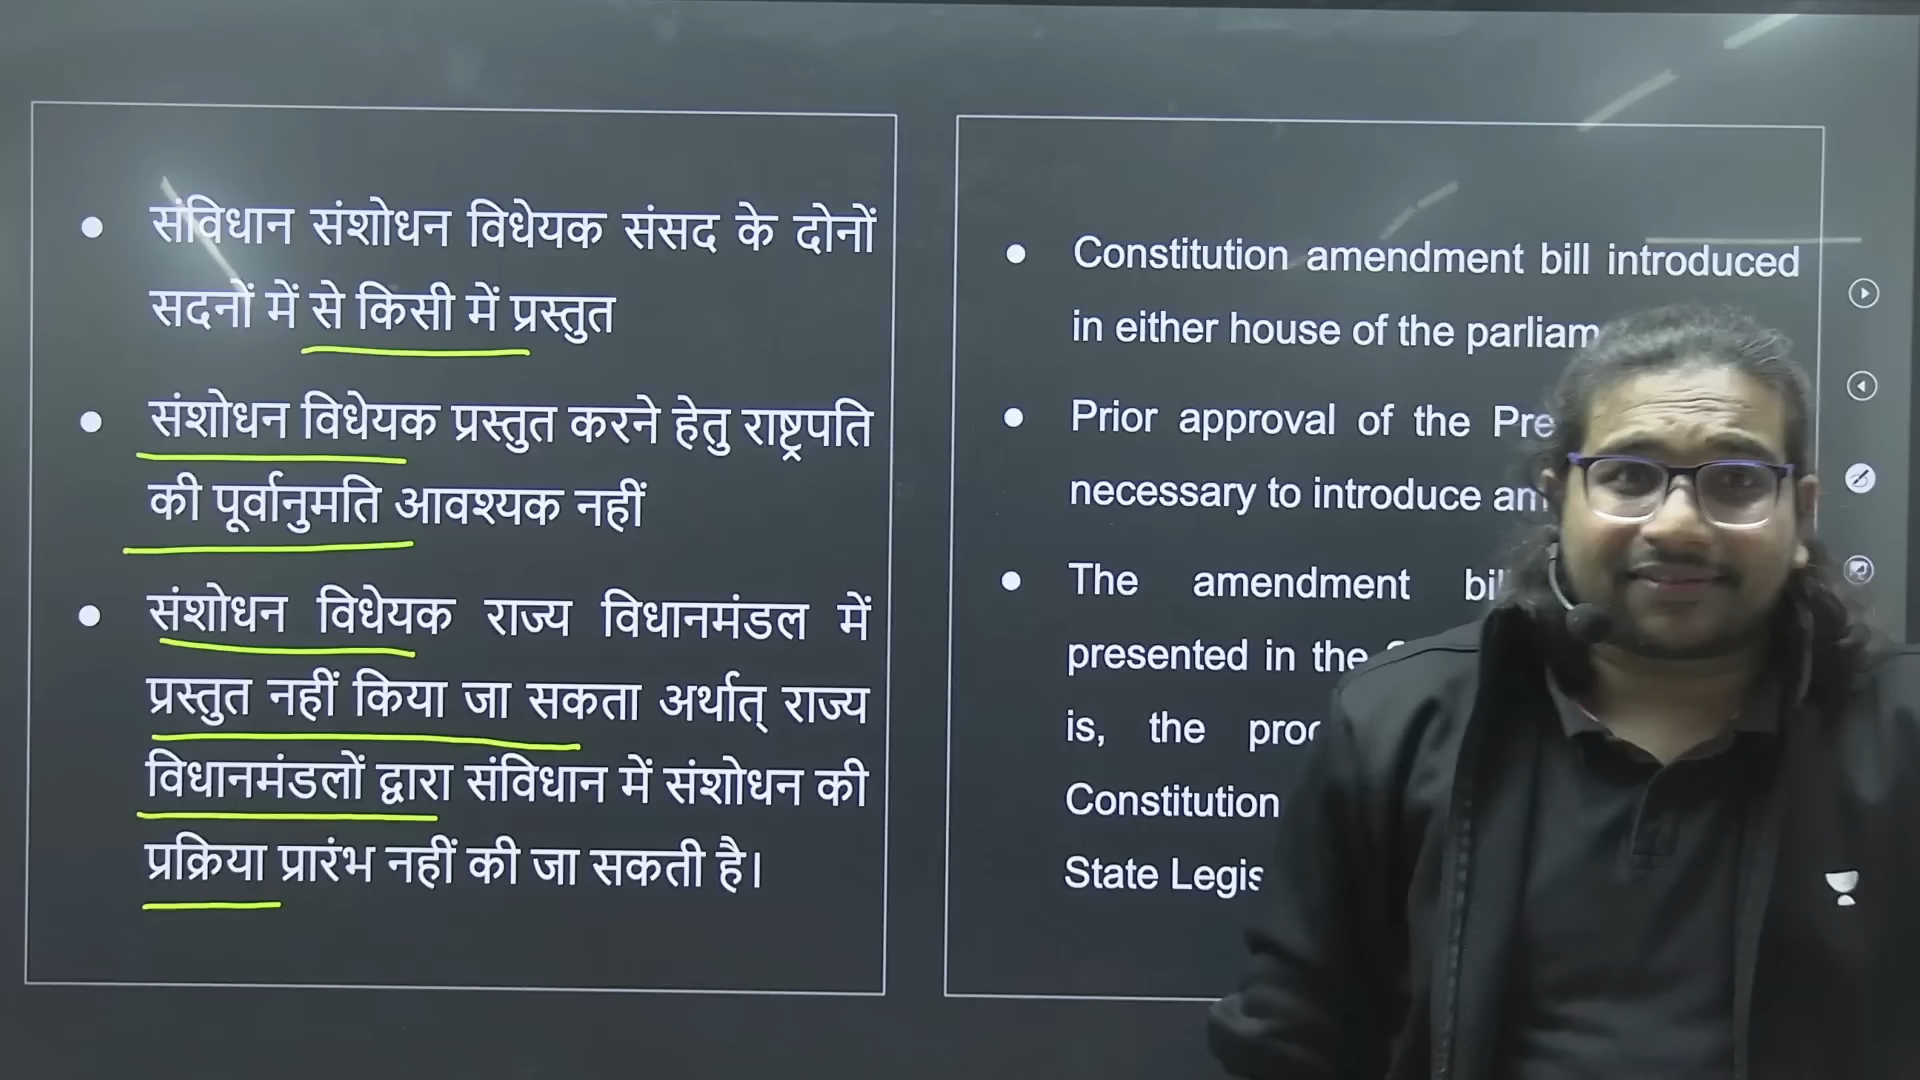 संविधान संशोधन विधेयक संसद के दोनों
सदनों में से किसी में प्रस्तुत
संशोधन विधेयक प्रस्तुत करने हेतु राष्ट्रपति
की पूर्वानुमति आवश्यक नहीं
संशोधन विधेयक राज्य विधानमंडल में
प्रस्तुत नहीं किया जा सकता अर्थात् राज्य
विधानमंडलों द्वारा संविधान में संशोधन की
प्रक्रिया प्रारंभ नहीं की जा सकती है।
Constitution amendment bill introduced
in either house of the parliam
Prior approval of the Pre
necessary to introduce
The amendment
presented in the
is, the
Constitution
State Legis